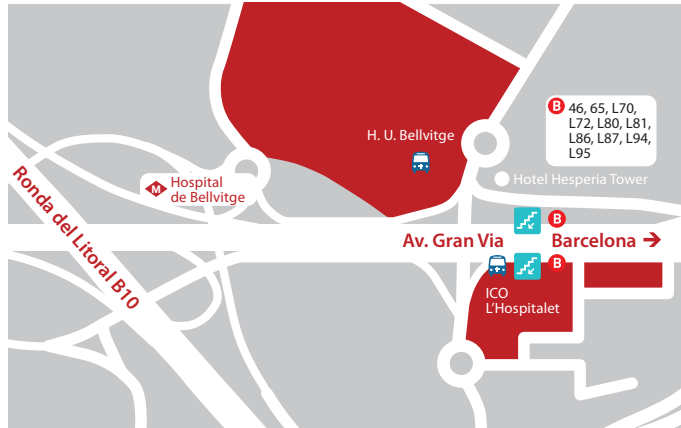 B 46, 65, L70,
L72, L80, L81,
L86, L87, L94,
L95
H. U. Bellvitge
M Hospital
de Bellvitge
Hotel Hesperia Tower
Ronda del Litoral B10
B
Av. Gran Via Barcelona →
B
ICO
L'Hospitalet